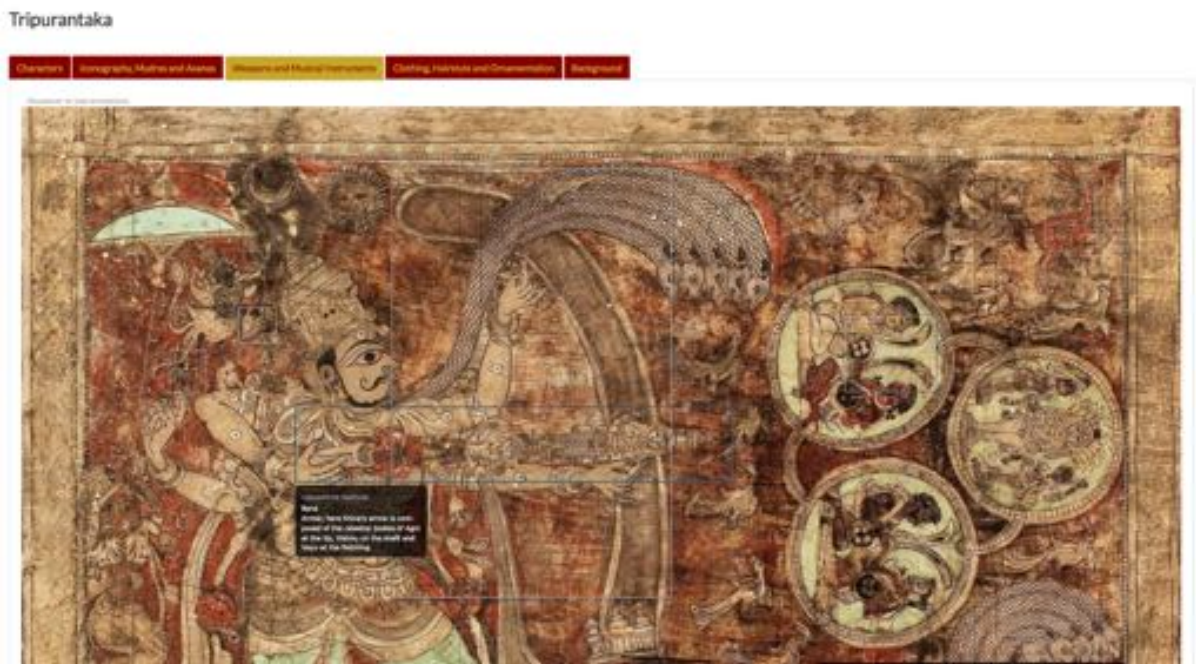 Tripurantaka
Characters
Iconography, Mudras and Asanas
Weapons and Musical Instruments
Clothing, Hairstyle and Ornamentation
Background
Arrow, here Shiva's arrow is com-
posed of the celestial bodies of Agni
at the tip, Vishnu on the shaft and
Vayu at the fletching.